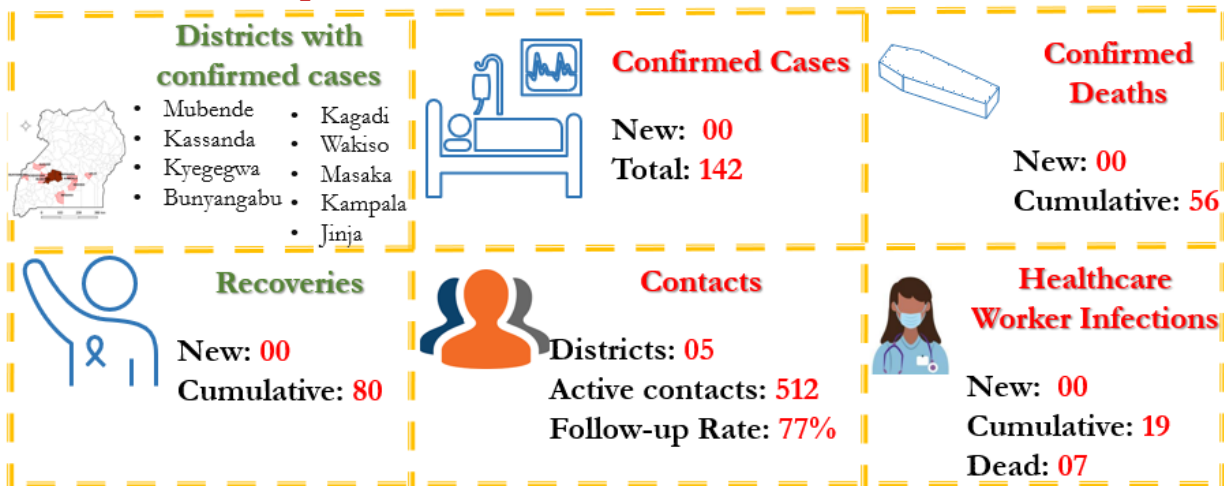 Districts with
confirmed cases
• Mubende
• Kassanda
• Kyegegwa
• Bunyangabu
• Kagadi
• Wakiso
• Masaka
• Kampala
• Jinja
Confirmed Cases
New: 00
Total: 142
Confirmed
Deaths
New: 00
Cumulative: 56
Recoveries
New: 00
Cumulative: 80
Contacts
Districts: 05
Active contacts: 512
Follow-up Rate: 77%
Healthcare
Worker Infections
New: 00
Cumulative: 19
Dead: 07